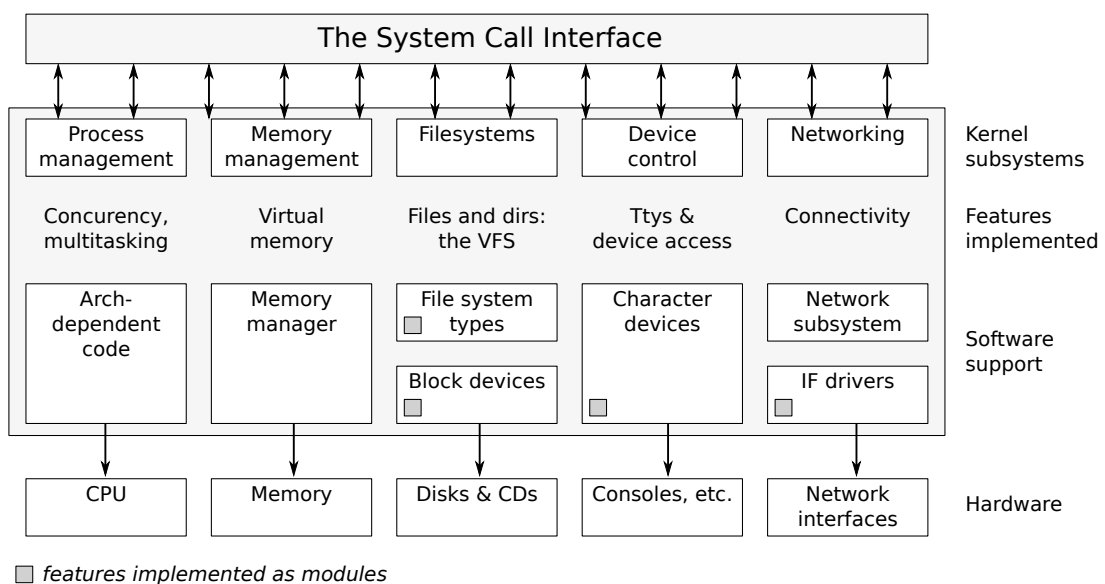 The System Call Interface
Process
management
Memory
management
Filesystems
Device
control
Networking
Kernel
subsystems
Concurency,
multitasking
Virtual
memory
Files and dirs:
the VFS
Ttys &
device access
Connectivity
Features
implemented
Arch-
dependent
code
Memory
manager
File system
types
Block devices
Character
devices
Network
subsystem
IF drivers
Software
support
CPU
Memory
Disks & CDs
Consoles, etc.
Network
interfaces
Hardware
features implemented as modules